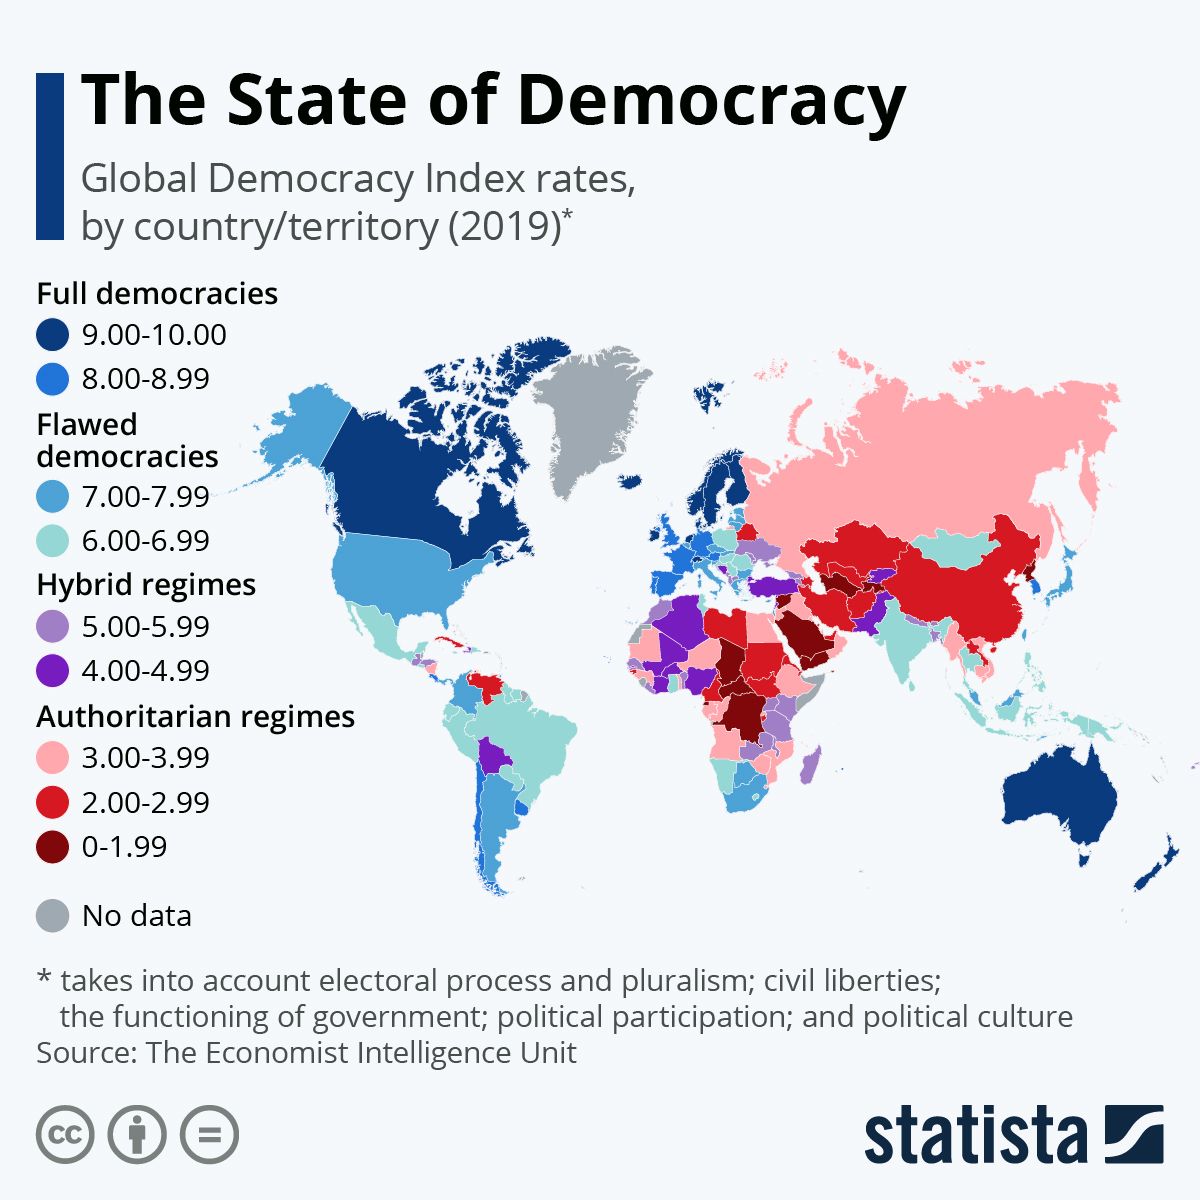 The State of Democracy
Global Democracy Index rates,
by country/territory (2019)*
Full democracies
9.00-10.00
8.00-8.99
Flawed
democracies
7.00-7.99
6.00-6.99
Hybrid regimes
5.00-5.99
4.00-4.99
Authoritarian regimes
3.00-3.99
2.00-2.99
0-1.99
No data
* takes into account electoral process and pluralism; civil liberties;
the functioning of government; political participation; and political culture
Source: The Economist Intelligence Unit
cc
statista